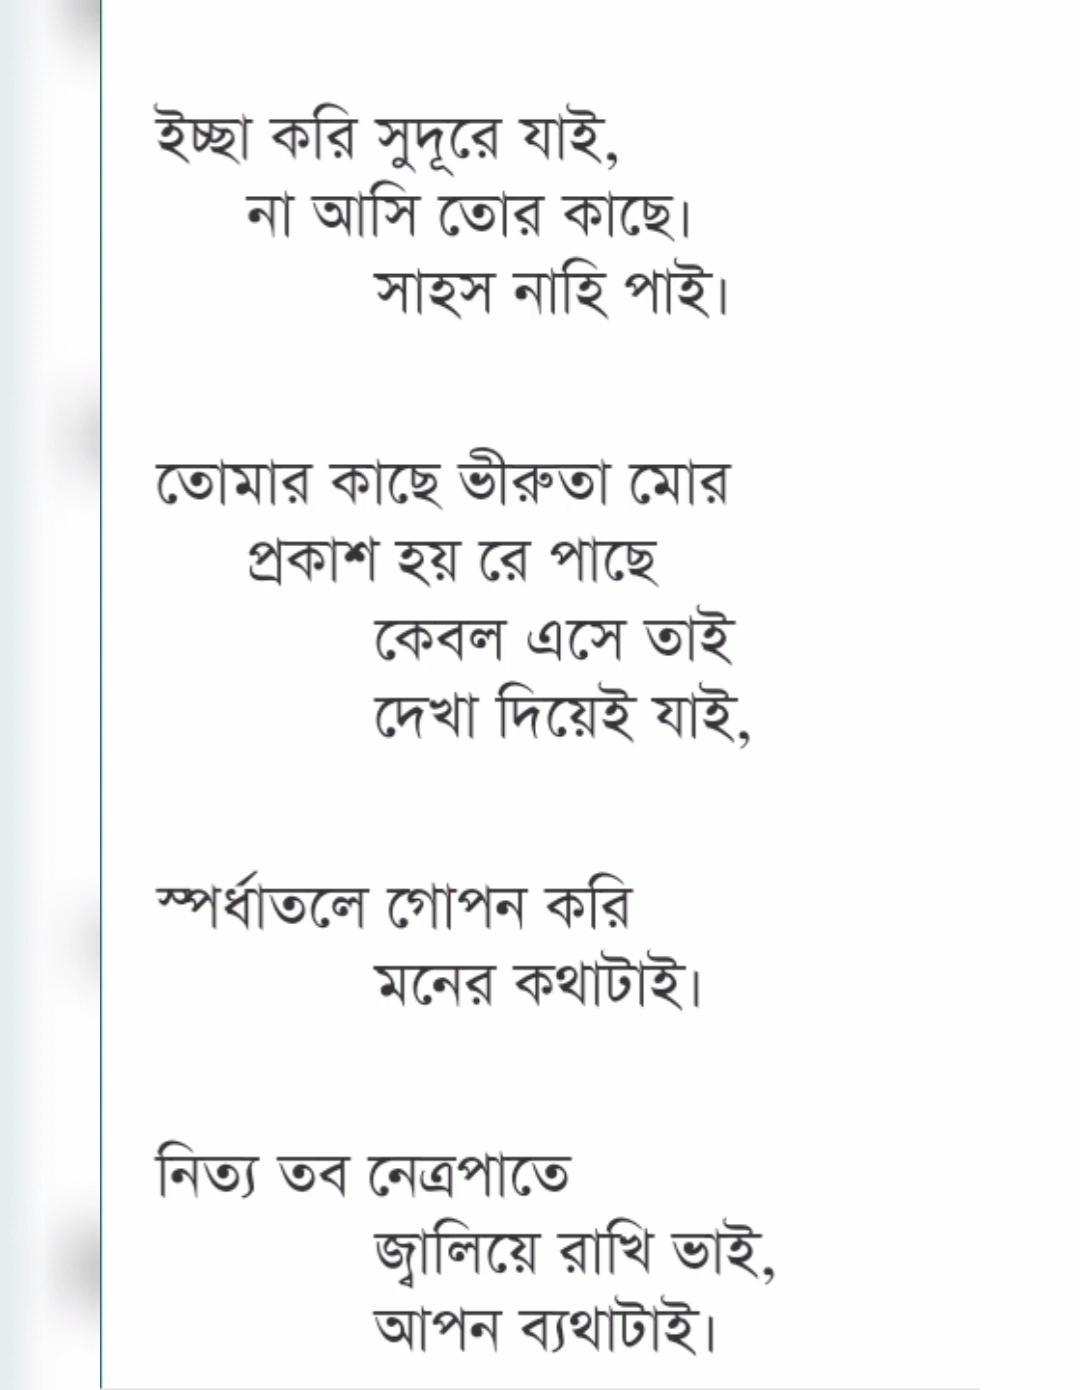 ইচ্ছা করি সুদূরে যাই,
না আসি তোর কাছে।
সাহস নাহি পাই।
তোমার কাছে ভীরুতা মোর
প্রকাশ হয় রে পাছে
কেবল এসে তাই
দেখা দিয়েই যাই,
স্পর্ধাতলে গোপন করি
মনের কথাটাই।
নিত্য তব নেত্রপাতে
জ্বালিয়ে রাখি ভাই,
আপন ব্যথাটাই।